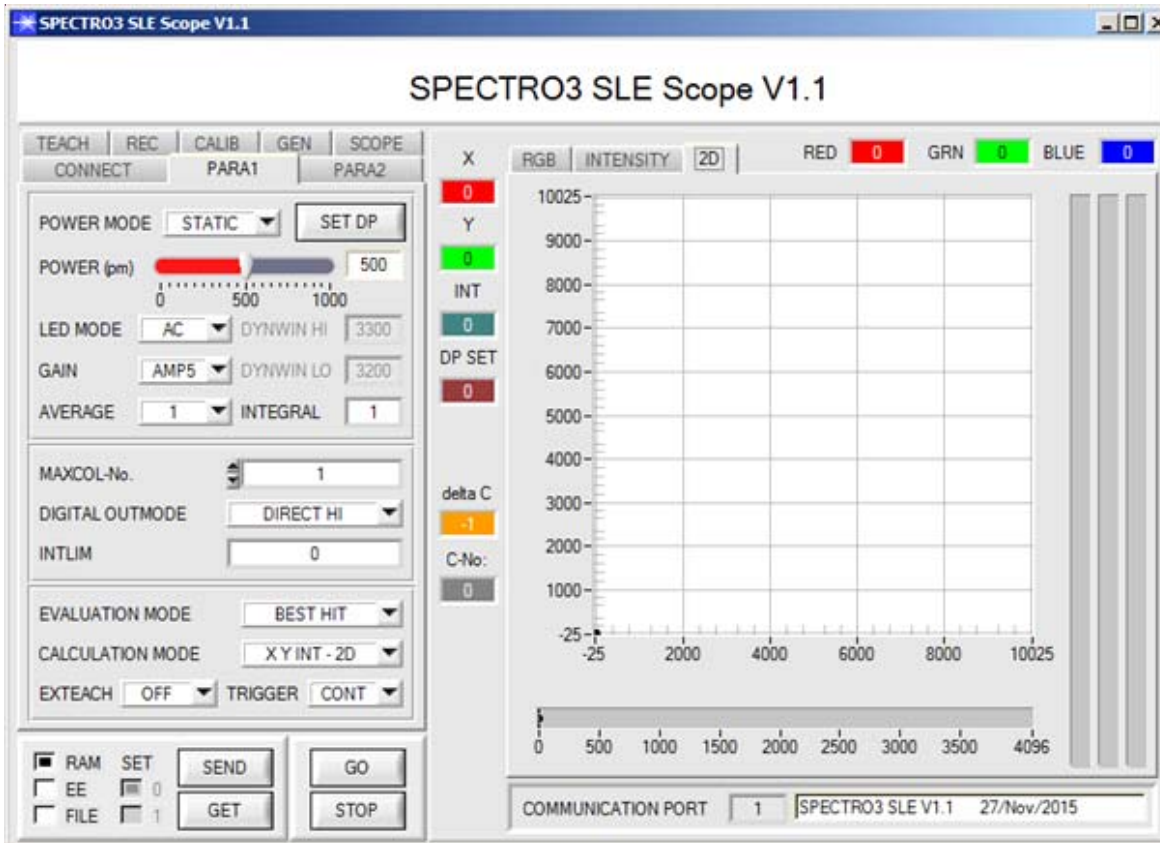 SPECTRO3 SLE Scope V1.1
SPECTRO3 SLE Scope V1.1
TEACH REC CALIB GEN SCOPE
CONNECT PARA1 PARA2
POWER MODE STATIC SET DP
POWER (pm) 500
0 500 1000
LED MODE AC DYNWIN HI 3300
GAIN AMP5 DYNWIN LO 3200
AVERAGE 1 INTEGRAL 1
MAXCOL-No. 1
DIGITAL OUTMODE DIRECT HI
INTLIM 0
EVALUATION MODE BEST HIT
CALCULATION MODE X Y INT - 2D
EXTEACH OFF TRIGGER CONT
RAM SET SEND GO
EE 0
FILE 1 GET STOP
X
0
Y
0
INT
0
DP SET
0
delta C
-1
C-No:
0
RGB INTENSITY 2D RED 0 GRN 0 BLUE 0
10025
9000
8000
7000
6000
5000
4000
3000
2000
1000
-25
-25 2000 4000 6000 8000 10025
0 500 1000 1500 2000 2500 3000 3500 4096
COMMUNICATION PORT 1 SPECTRO3 SLE V1.1 27/Nov/2015